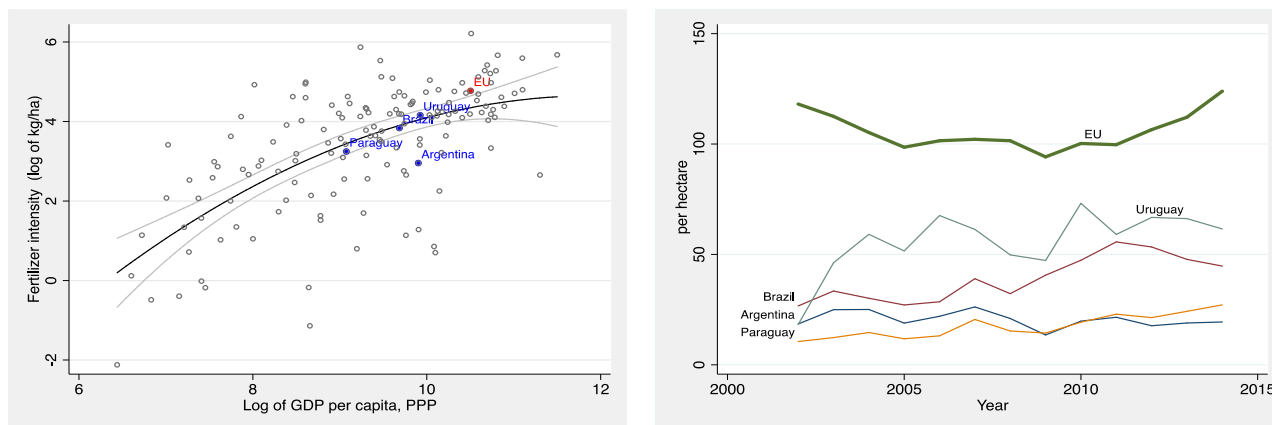 Fertilizer intensity (log of kg/ha)
6
4
2
0
-2
EU
Uruguay
Brazil
Paraguay
Argentina
6
8
10
12
Log of GDP per capita, PPP
per hectare
150
100
50
0
EU
Uruguay
Brazil
Argentina
Paraguay
2000
2005
2010
2015
Year